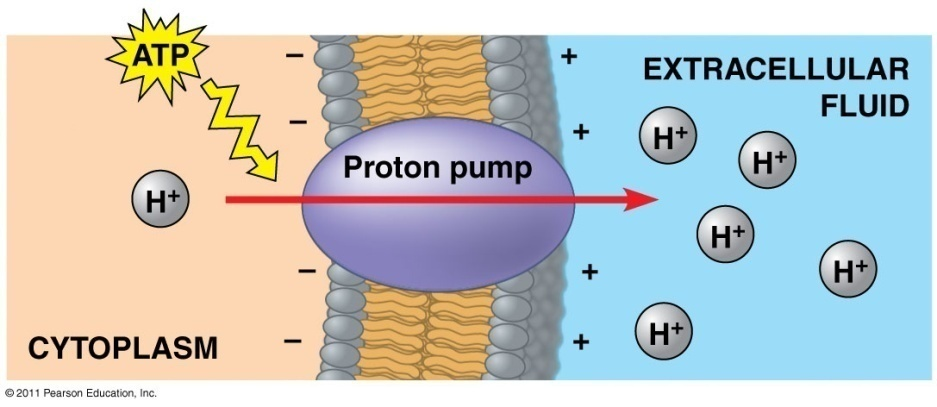 ATP
− +
EXTRACELLULAR
FLUID
− +
H⁺
H⁺
Proton pump
H⁺
H⁺
H⁺
− +
H⁺
− +
CYTOPLASM
© 2011 Pearson Education, Inc.